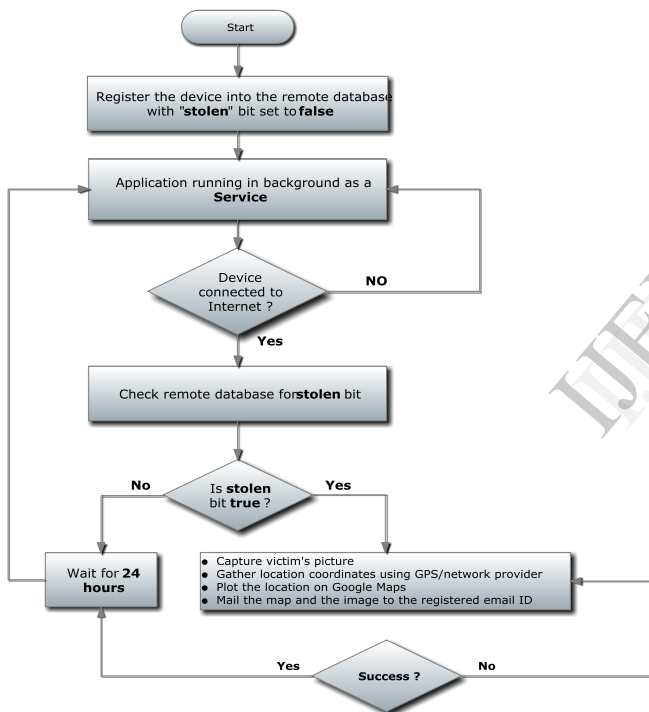 Start
Register the device into the remote database
with "stolen" bit set to false
Application running in background as a
Service
Device
connected to
Internet ?
NO
Yes
Check remote database forstolen bit
Is stolen
bit true ?
No
Yes
Wait for 24
hours
● Capture victim's picture
● Gather location coordinates using GPS/network provider
● Plot the location on Google Maps
● Mail the map and the image to the registered email ID
Success ?
Yes
No